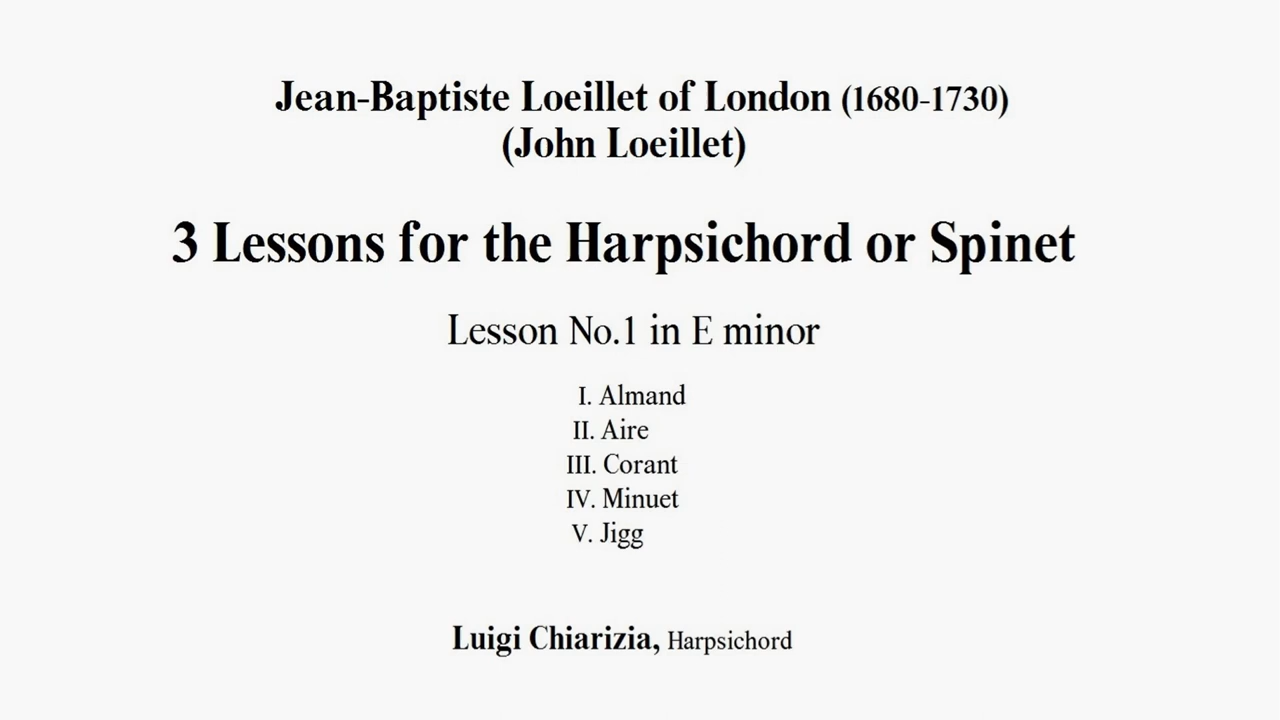 Jean-Baptiste Loeillet of London (1680-1730)
(John Loeillet)
3 Lessons for the Harpsichord or Spinet
Lesson No.1 in E minor
I. Almand
II. Aire
III. Corant
IV. Minuet
V. Jigg
Luigi Chiarizia, Harpsichord